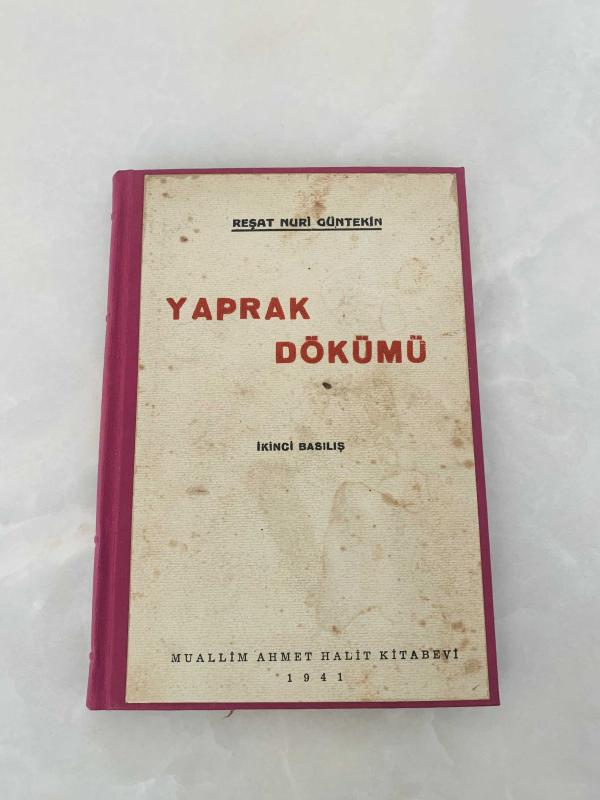 REŞAT NURİ GÜNTEKİN
YAPRAK
DÖKÜMÜ
İKİNCİ BASILIŞ
MUALLİM AHMET HALİT KİTABEVİ
1941